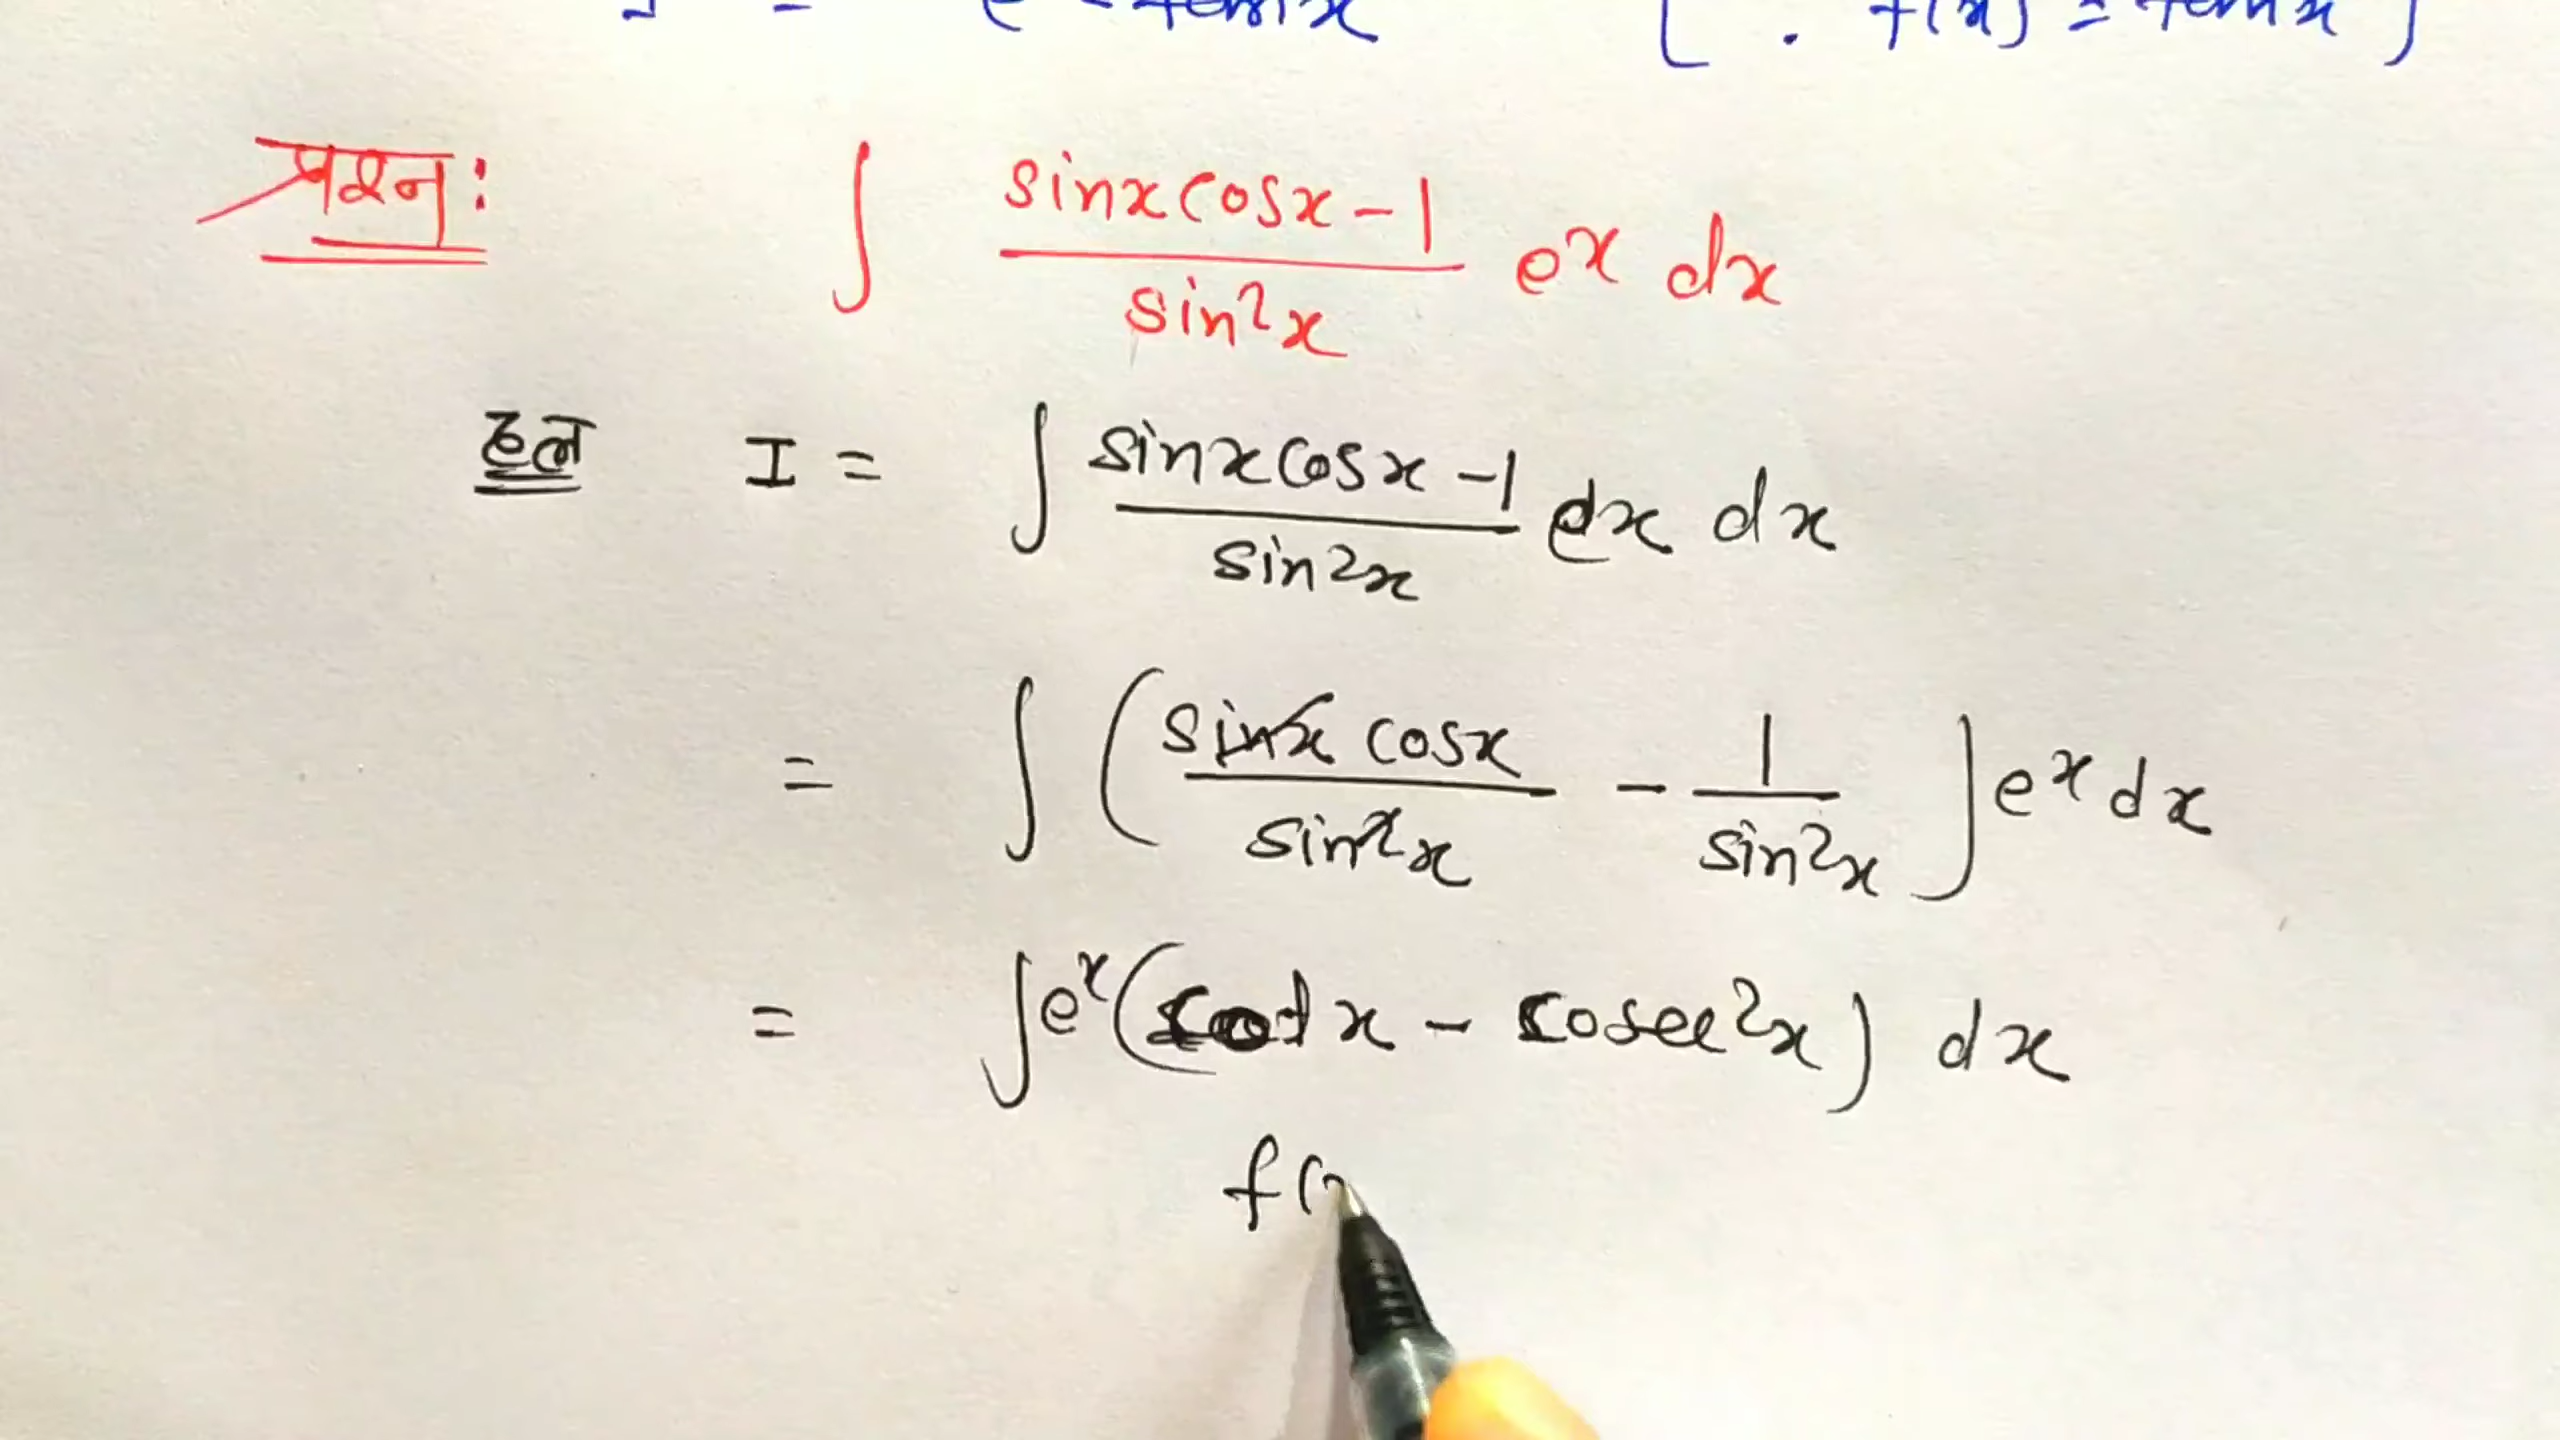 [ . f(x) = tanx ]
प्रश्न: ∫ (sinx cosx - 1)/(sin²x) eˣ dx
हल I = ∫ (sinx cosx - 1)/(sin²x) eˣ dx
= ∫ ( (sinx cosx)/(sin²x) - 1/(sin²x) ) eˣ dx
= ∫ eˣ (cotx - cosec²x) dx
f(